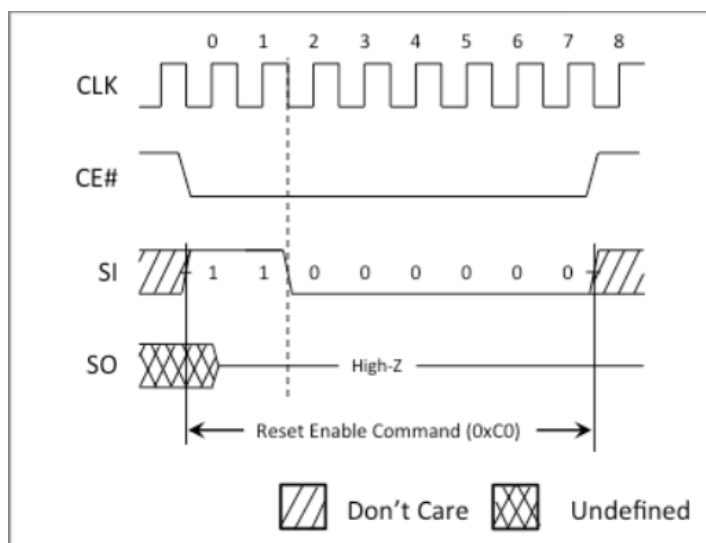 0 1 2 3 4 5 6 7 8
CLK
CE#
SI 1 1 0 0 0 0 0 0
SO High-Z
Reset Enable Command (0xC0)
Don't Care Undefined